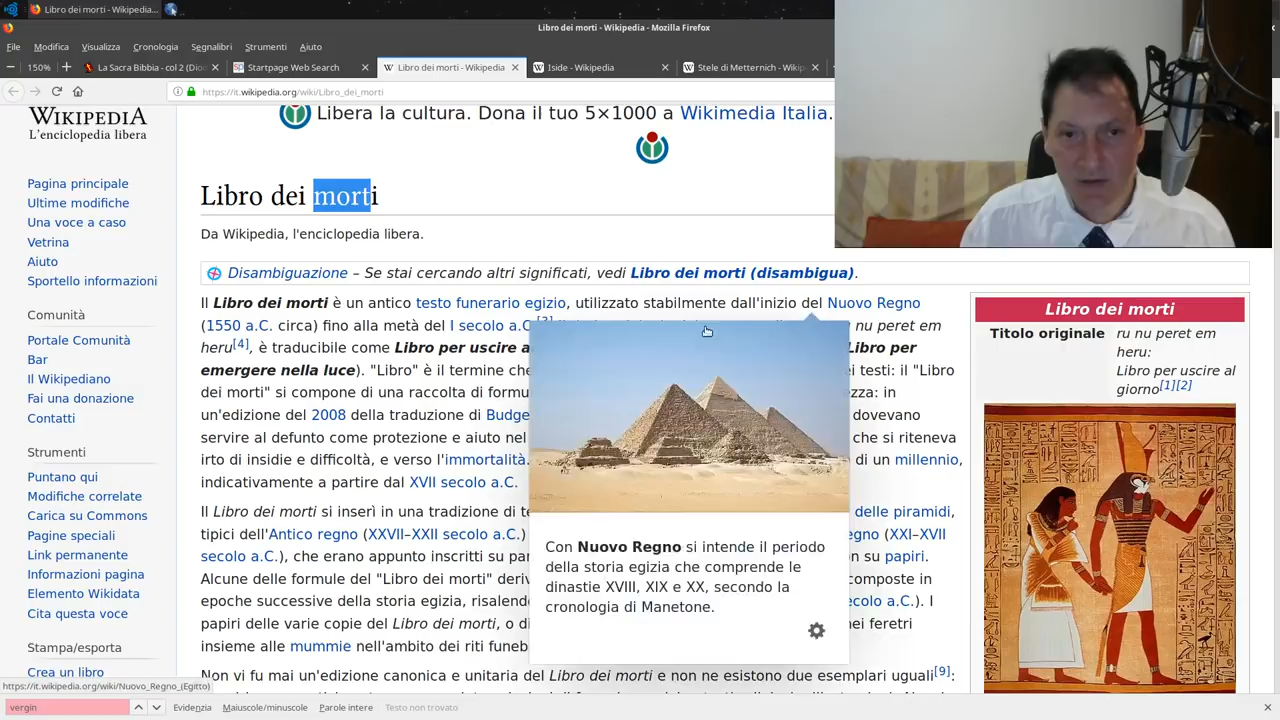 Libro dei morti - Wikipedia...
Libro dei morti - Wikipedia - Mozilla Firefox
File Modifica Visualizza Cronologia Segnalibri Strumenti Aiuto
150% La Sacra Bibbia - col 2 (Dioc Startpage Web Search Libro dei morti - Wikipedia Iside - Wikipedia Stele di Metternich - Wikipe
https://it.wikipedia.org/wiki/Libro_dei_morti
WIKIPEDIA
L'enciclopedia libera
Pagina principale
Ultime modifiche
Una voce a caso
Vetrina
Aiuto
Sportello informazioni
Comunità
Portale Comunità
Bar
Il Wikipediano
Fai una donazione
Contatti
Strumenti
Puntano qui
Modifiche correlate
Carica su Commons
Pagine speciali
Link permanente
Informazioni pagina
Elemento Wikidata
Cita questa voce
Stampa/esporta
Crea un libro
Libera la cultura. Dona il tuo 5×1000 a Wikimedia Italia.
Libro dei morti
Da Wikipedia, l'enciclopedia libera.
Disambiguazione – Se stai cercando altri significati, vedi Libro dei morti (disambigua).
Il Libro dei morti è un antico testo funerario egizio, utilizzato stabilmente dall'inizio del Nuovo Regno
(1550 a.C. circa) fino alla metà del I secolo a.C.[3] nu peret em
heru[4], è traducibile come Libro per uscire a Libro per
emergere nella luce). "Libro" è il termine che ei testi: il "Libro
dei morti" si compone di una raccolta di formu ezza: in
un'edizione del 2008 della traduzione di Budge dovevano
servire al defunto come protezione e aiuto nel che si riteneva
irto di insidie e difficoltà, e verso l'immortalità. di un millennio,
indicativamente a partire dal XVII secolo a.C.
Il Libro dei morti si inserì in una tradizione di te delle piramidi,
tipici dell'Antico regno (XXVII–XXII secolo a.C.) egno (XXI–XVII
secolo a.C.), che erano appunto inscritti su par n su papiri.
Alcune delle formule del "Libro dei morti" deriv composte in
epoche successive della storia egizia, risalend ecolo a.C.). I
papiri delle varie copie del Libro dei morti, o di nei feretri
insieme alle mummie nell'ambito dei riti funeb
Non vi fu mai un'edizione canonica e unitaria del Libro dei morti e non ne esistono due esemplari uguali[9]:
Con Nuovo Regno si intende il periodo
della storia egizia che comprende le
dinastie XVIII, XIX e XX, secondo la
cronologia di Manetone.
Libro dei morti
Titolo originale ru nu peret em
heru:
Libro per uscire al
giorno[1][2]
https://it.wikipedia.org/wiki/Nuovo_Regno_(Egitto)
vergin Evidenzia Maiuscole/minuscole Parole intere Testo non trovato